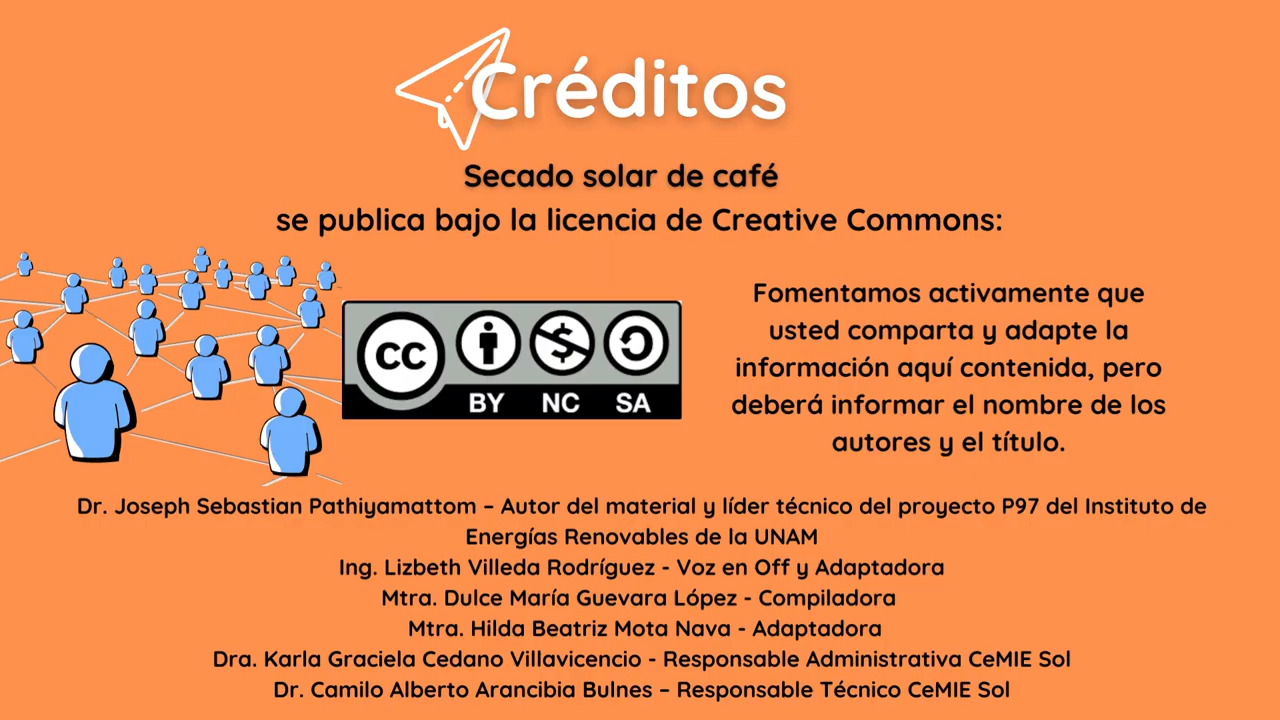 Créditos
Secado solar de café
se publica bajo la licencia de Creative Commons:
Fomentamos activamente que
usted comparta y adapte la
información aquí contenida, pero
deberá informar el nombre de los
autores y el título.
CC
BY NC SA
Dr. Joseph Sebastian Pathiyamattom – Autor del material y líder técnico del proyecto P97 del Instituto de
Energías Renovables de la UNAM
Ing. Lizbeth Villeda Rodríguez - Voz en Off y Adaptadora
Mtra. Dulce María Guevara López - Compiladora
Mtra. Hilda Beatriz Mota Nava - Adaptadora
Dra. Karla Graciela Cedano Villavicencio - Responsable Administrativa CeMIE Sol
Dr. Camilo Alberto Arancibia Bulnes – Responsable Técnico CeMIE Sol